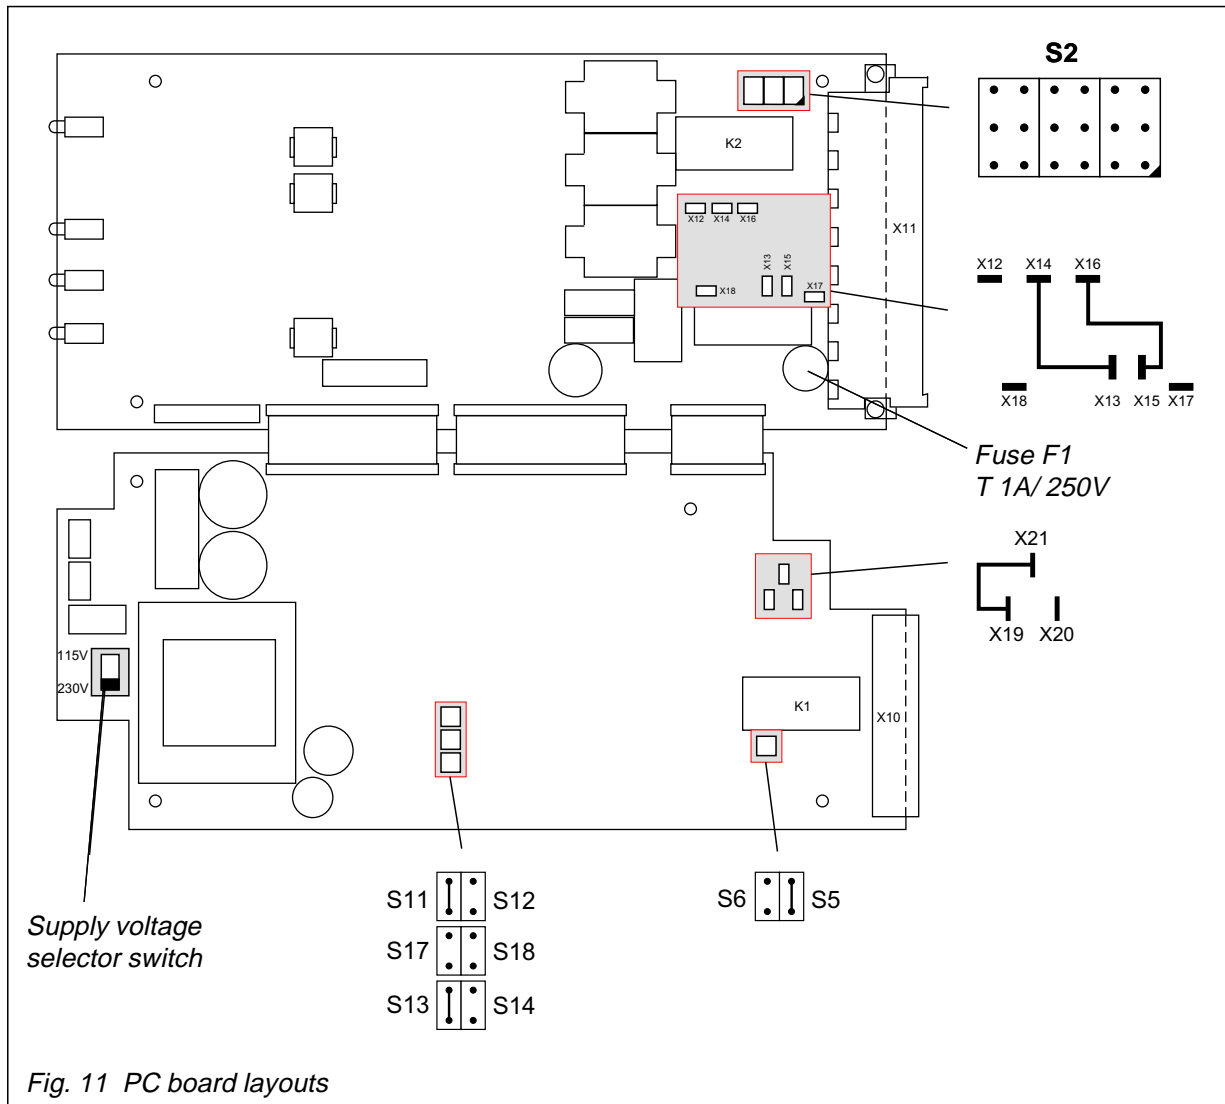 S2
K2
X11
X12 X14 X16
X13 X15
X18 X17
X12 X14 X16
X18 X13 X15 X17
Fuse F1
T 1A/ 250V
X21
X19 X20
115V
230V
K1
X10
S11 S12
S17 S18
S13 S14
S6 S5
Supply voltage
selector switch
Fig. 11 PC board layouts